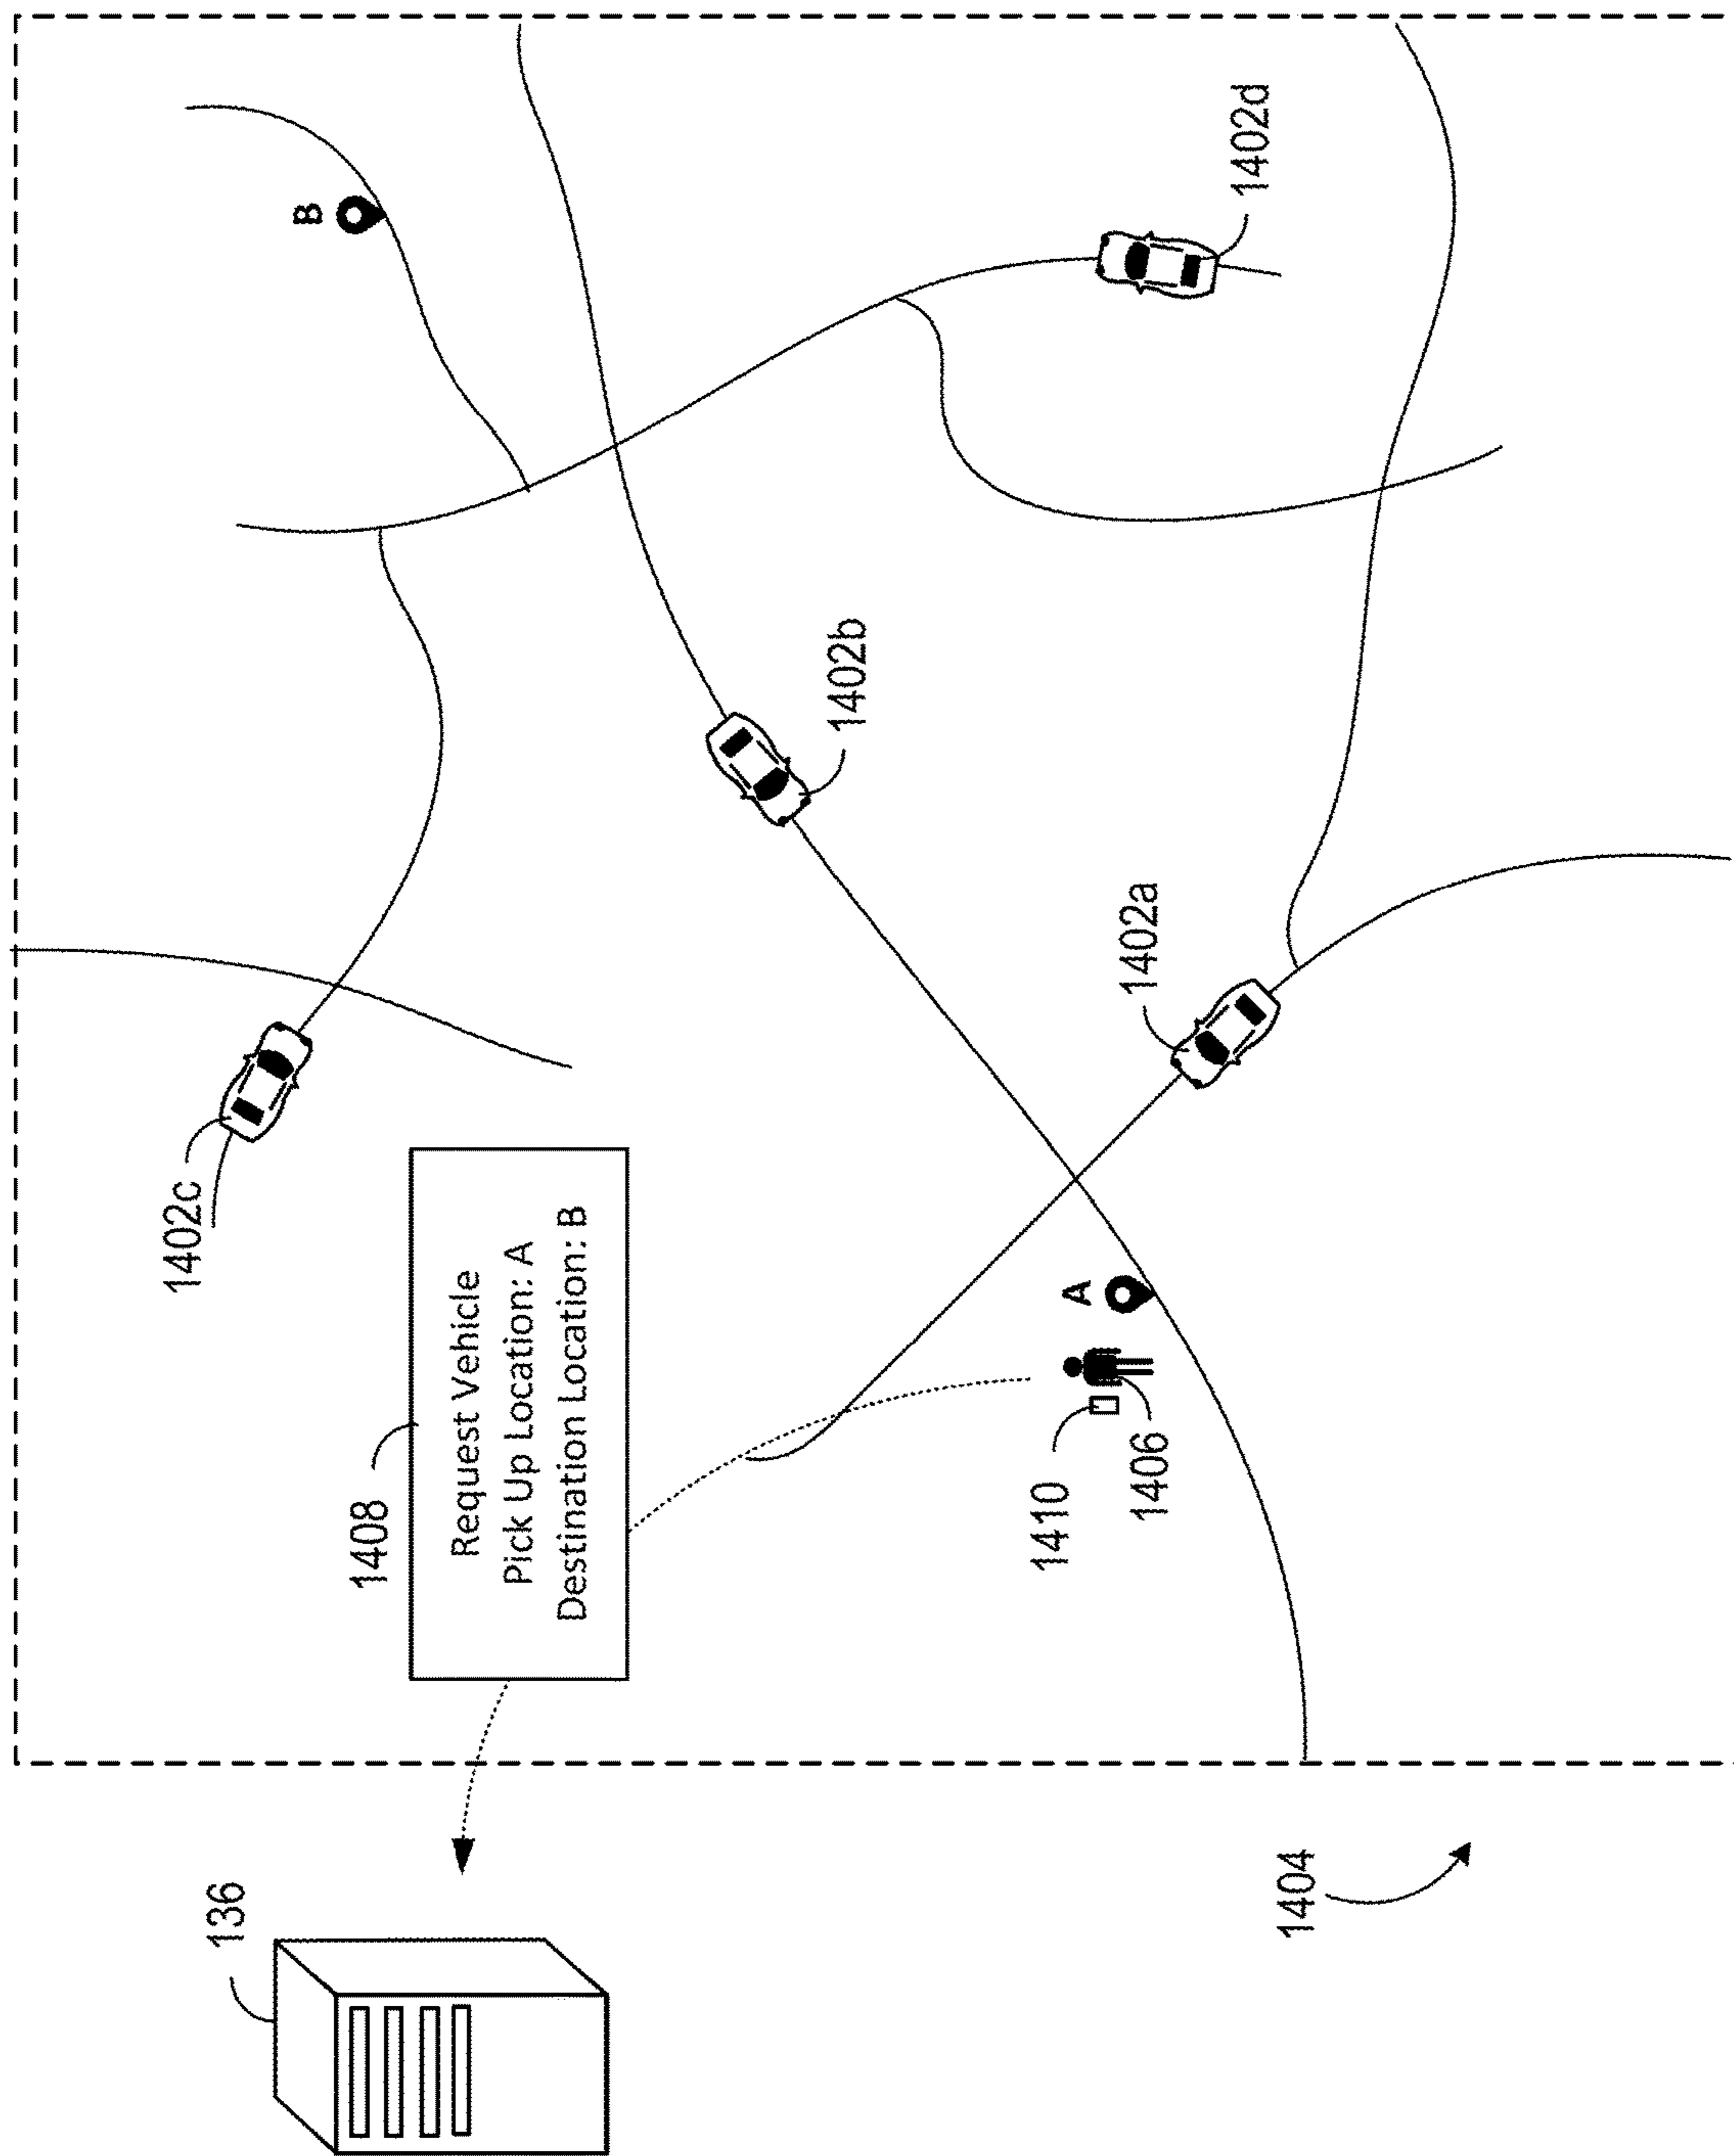 136
1404
1408
Request Vehicle
Pick Up Location: A
Destination Location: B
1402c
1410
1406
A
1402a
1402b
B
1402d